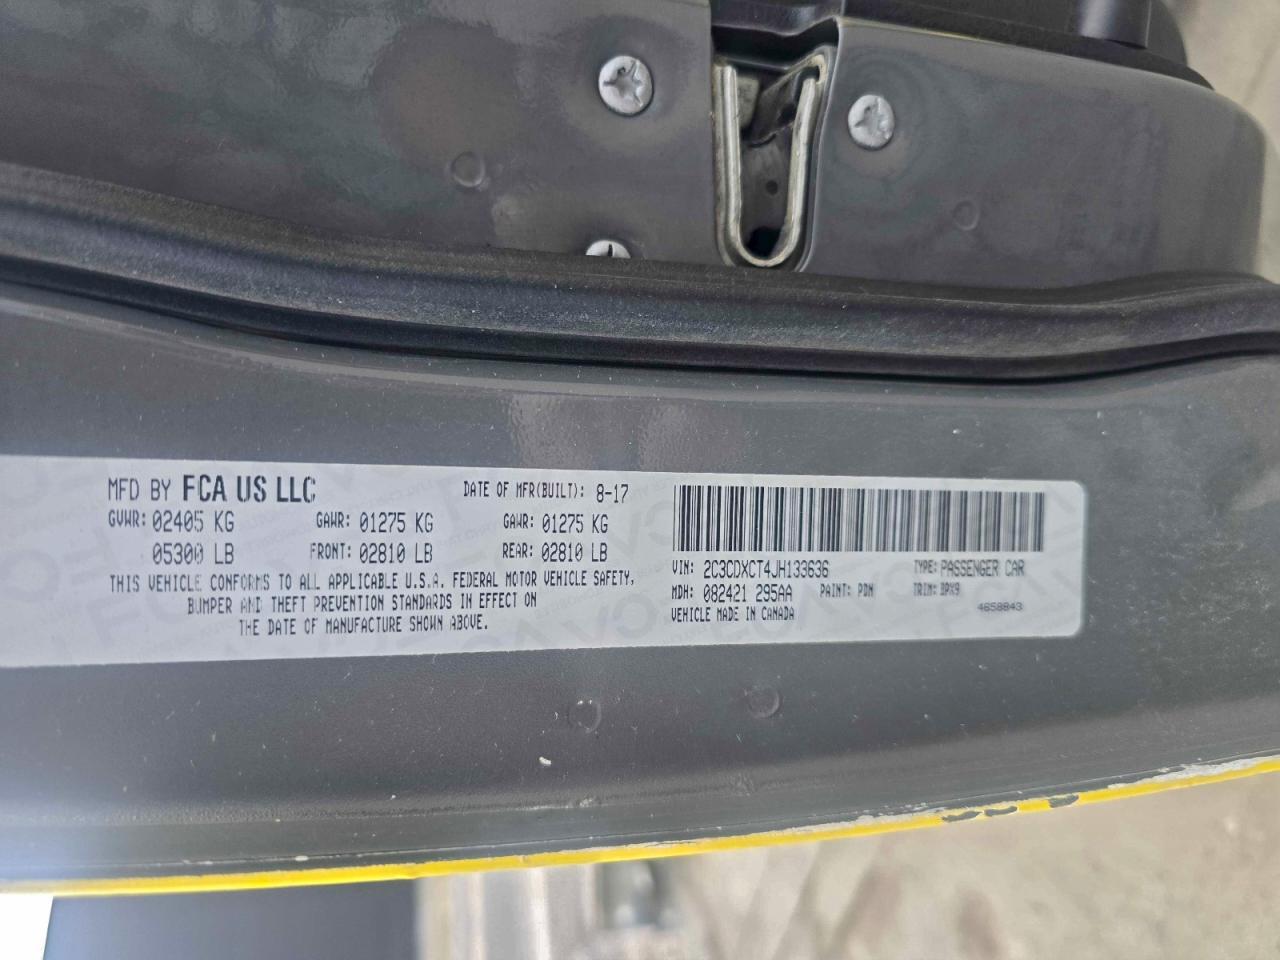 MFD BY FCA US LLC DATE OF MFR(BUILT): 8-17
GVWR: 02405 KG GAWR: 01275 KG GAWR: 01275 KG
05300 LB FRONT: 02810 LB REAR: 02810 LB
THIS VEHICLE CONFORMS TO ALL APPLICABLE U.S.A. FEDERAL MOTOR VEHICLE SAFETY,
BUMPER AND THEFT PREVENTION STANDARDS IN EFFECT ON
THE DATE OF MANUFACTURE SHOWN ABOVE.
VIN: 2C3CDXCT4JH133636 TYPE: PASSENGER CAR
MDH: 082421 295AA PAINT: PDN TRIM: BPX9
VEHICLE MADE IN CANADA 4658843